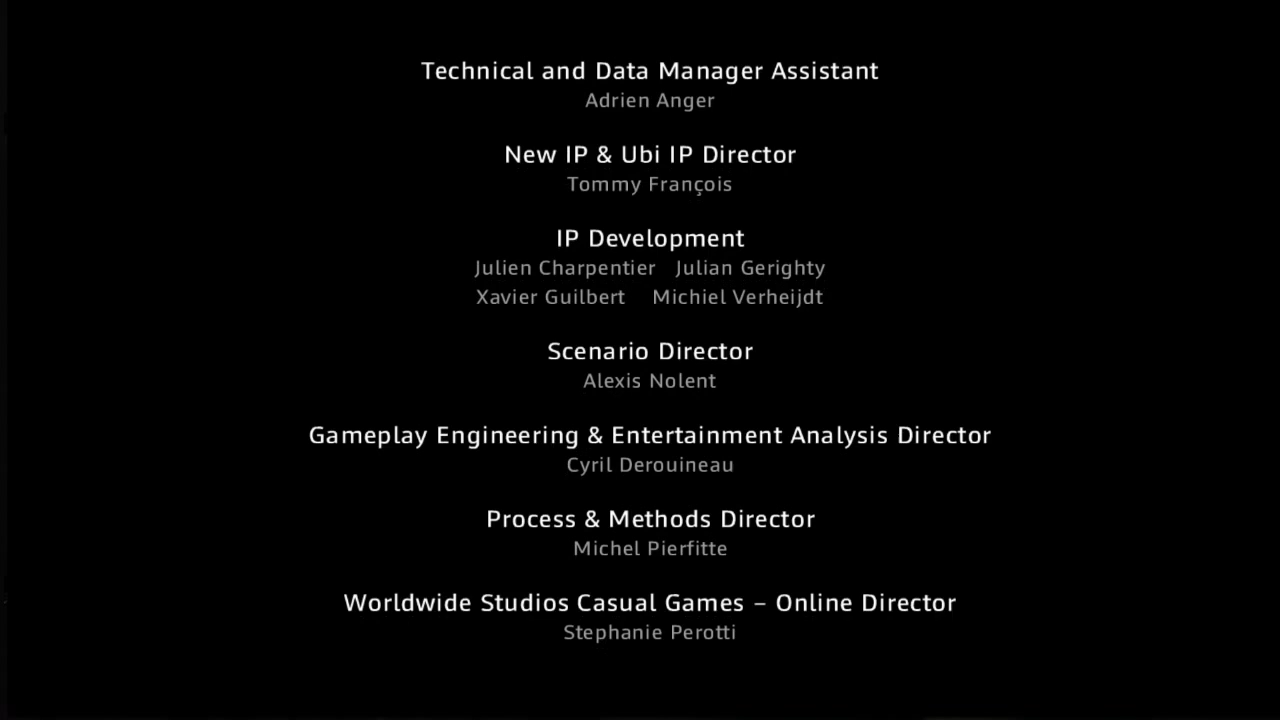 Technical and Data Manager Assistant
Adrien Anger
New IP & Ubi IP Director
Tommy François
IP Development
Julien Charpentier Julian Gerighty
Xavier Guilbert Michiel Verheijdt
Scenario Director
Alexis Nolent
Gameplay Engineering & Entertainment Analysis Director
Cyril Derouineau
Process & Methods Director
Michel Pierfitte
Worldwide Studios Casual Games – Online Director
Stephanie Perotti